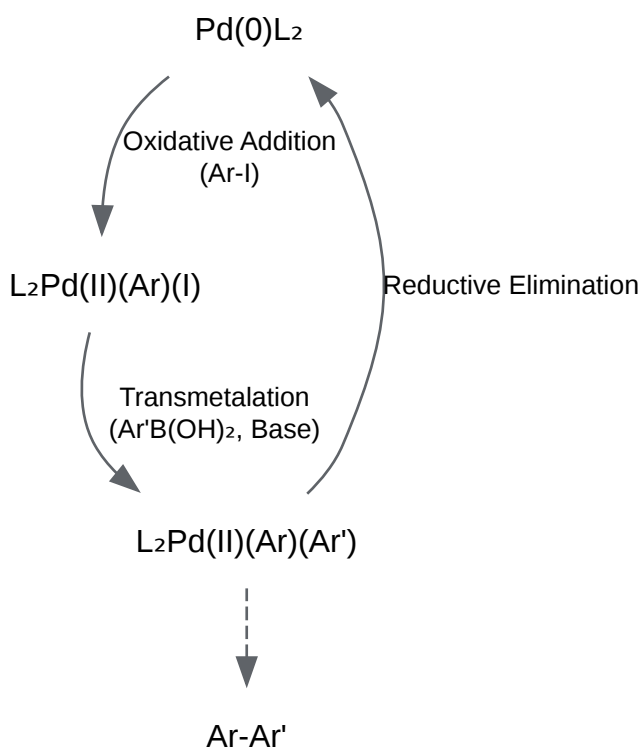 Pd(0)L₂
Oxidative Addition
(Ar-I)
L₂Pd(II)(Ar)(I)
Reductive Elimination
Transmetalation
(Ar'B(OH)₂, Base)
L₂Pd(II)(Ar)(Ar')
Ar-Ar'